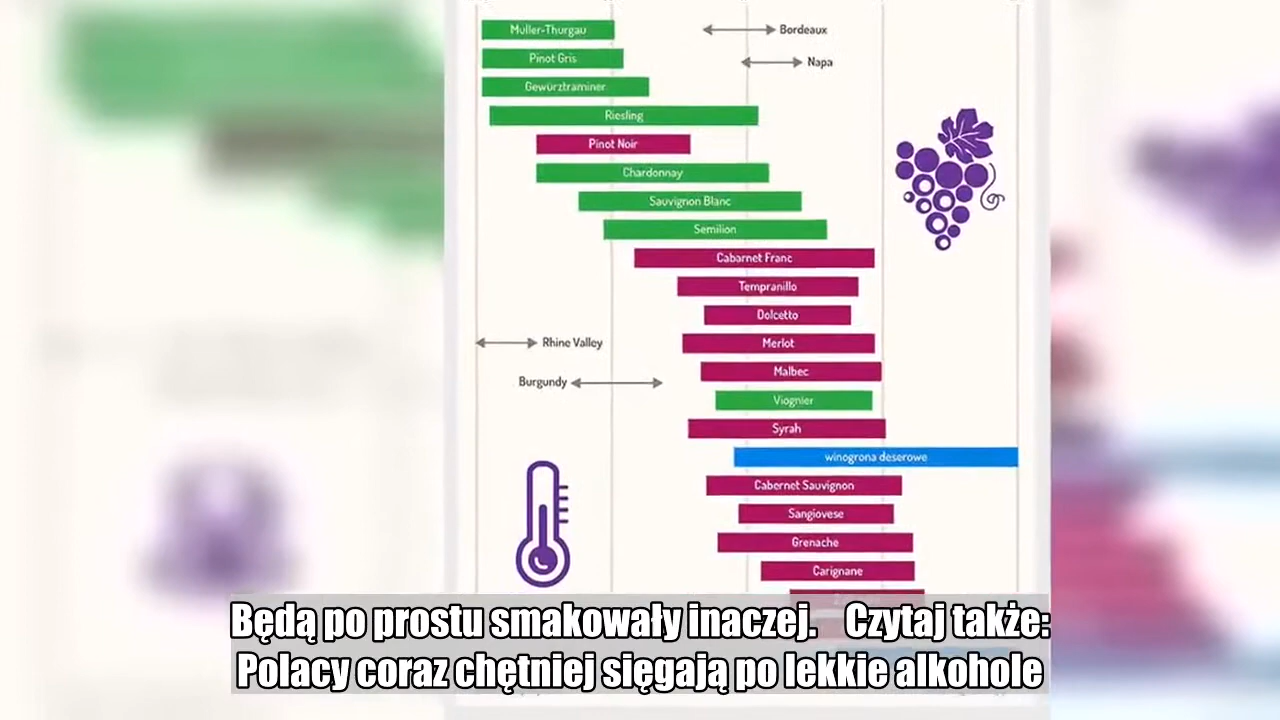 Muller-Thurgau
Bordeaux
Pinot Gris
Napa
Gewürztraminer
Riesling
Pinot Noir
Chardonnay
Sauvignon Blanc
Semilion
Cabarnet Franc
Tempranillo
Dolcetto
Rhine Valley
Merlot
Malbec
Burgundy
Viognier
Syrah
winogrona deserowe
Cabernet Sauvignon
Sangiovese
Grenache
Carignane
Będą po prostu smakowały inaczej. Czytaj także:
Polacy coraz chętniej sięgają po lekkie alkohole